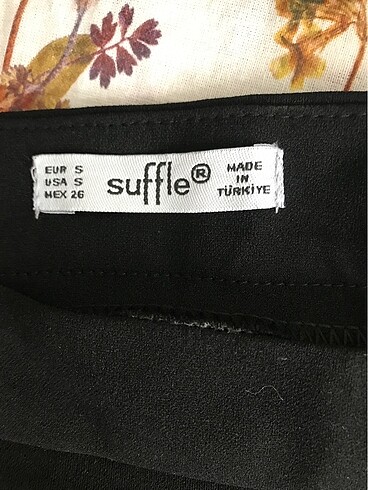 EUR S
USA S
MEX 26
suffle®
MADE
IN
TÜRKİYE